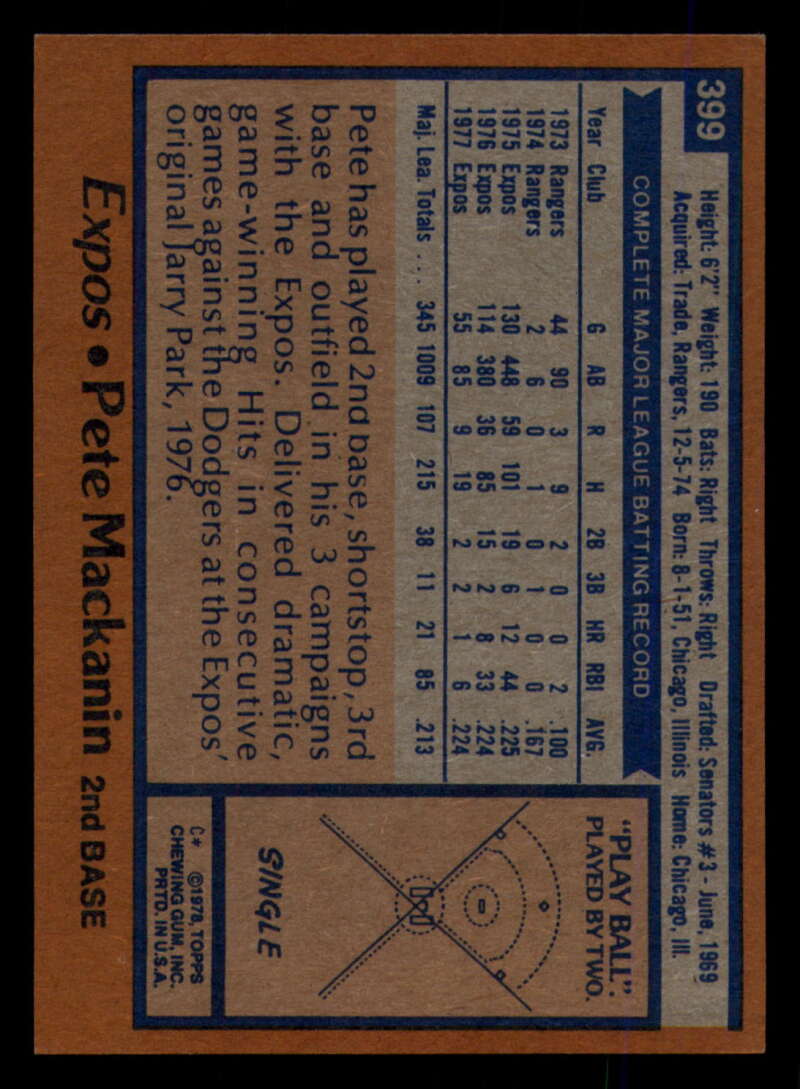 399
Height: 6'2" Weight: 190 Bats: Right Throws: Right Drafted: Senators #3 - June, 1969
Acquired: Trade, Rangers, 12-5-74 Born: 8-1-51, Chicago, Illinois Home: Chicago, Ill.
COMPLETE MAJOR LEAGUE BATTING RECORD
Year Club G AB R H 2B 3B HR RBI AVG.
1973 Rangers 44 90 3 9 2 0 0 2 .100
1974 Rangers 2 6 0 1 0 1 0 0 .167
1975 Expos 130 448 59 101 19 6 12 44 .225
1976 Expos 114 380 36 85 15 2 8 33 .224
1977 Expos 55 85 9 19 2 2 1 6 .224
Maj. Lea. Totals . . . 345 1009 107 215 38 11 21 85 .213
Pete has played 2nd base, shortstop, 3rd
base and outfield in his 3 campaigns
with the Expos. Delivered dramatic,
game-winning Hits in consecutive
games against the Dodgers at the Expos'
original Jarry Park, 1976.
"PLAY BALL":
PLAYED BY TWO.
SINGLE
C* ©1978, TOPPS
CHEWING GUM, INC.
PRTD. IN U.S.A.
Expos • Pete Mackanin 2nd BASE